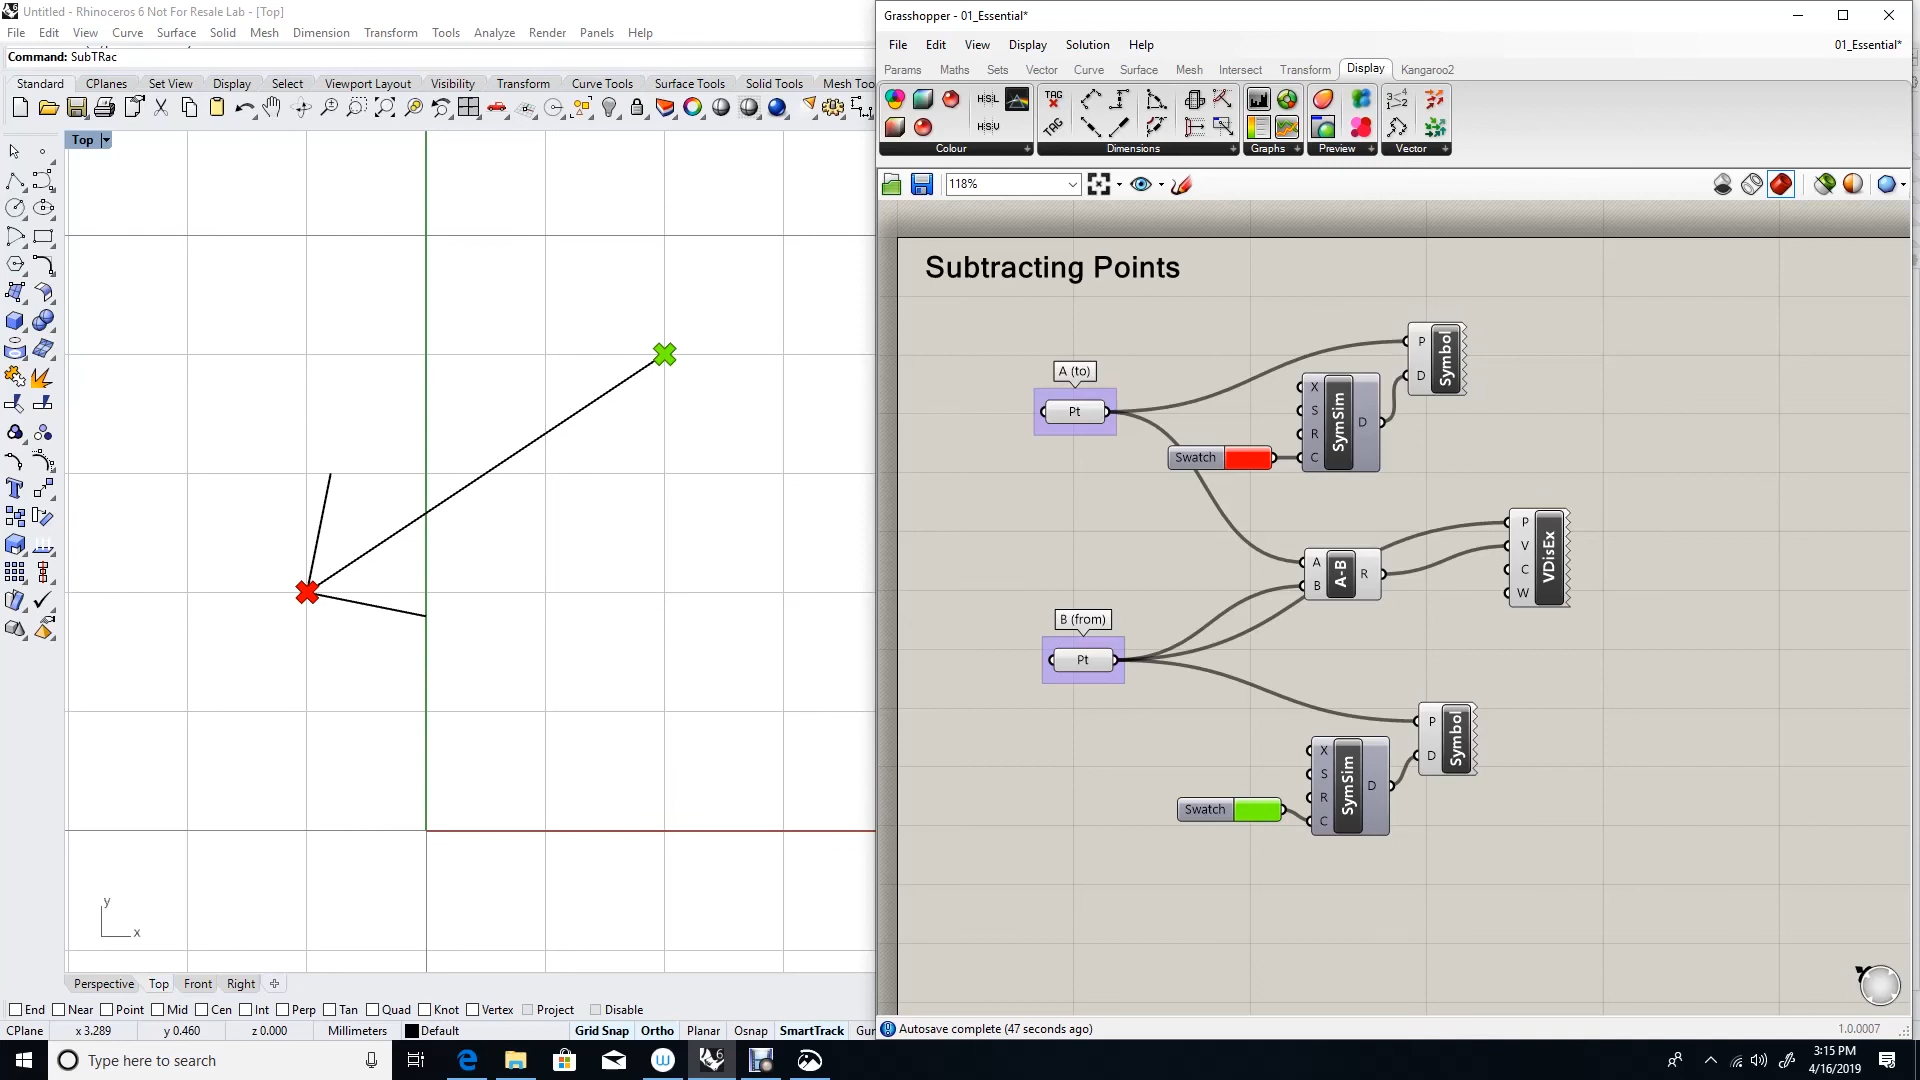 Untitled - Rhinoceros 6 Not For Resale Lab - [Top]
File Edit View Curve Surface Solid Mesh Dimension Transform Tools Analyze Render Panels Help
Command: SubTRac
Standard CPlanes Set View Display Select Viewport Layout Visibility Transform Curve Tools Surface Tools Solid Tools Mesh Too
Top
y
x
Perspective Top Front Right
End Near Point Mid Cen Int Perp Tan Quad Knot Vertex Project Disable
CPlane x 3.289 y 0.460 z 0.000 Millimeters Default Grid Snap Ortho Planar Osnap SmartTrack Gur
Grasshopper - 01_Essential*
File Edit View Display Solution Help
01_Essential*
Params Maths Sets Vector Curve Surface Mesh Intersect Transform Display Kangaroo2
Colour Dimensions Graphs Preview Vector
118%
Subtracting Points
A (to)
Pt
Swatch
X
S
R
C
SymSim
D
P
D
Symbol
A
B
A-B
R
P
V
C
W
VDisEx
B (from)
Pt
Swatch
X
S
R
C
SymSim
D
P
D
Symbol
Autosave complete (47 seconds ago)
1.0.0007
Type here to search
3:15 PM
4/16/2019